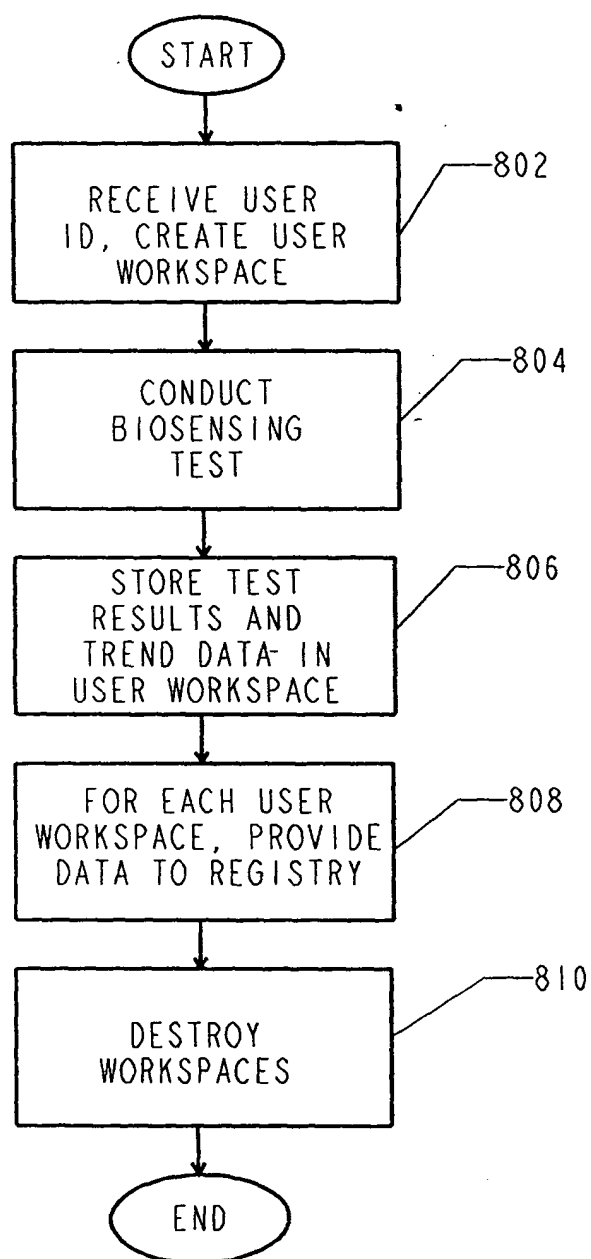 START
802
RECEIVE USER
ID, CREATE USER
WORKSPACE
804
CONDUCT
BIOSENSING
TEST
806
STORE TEST
RESULTS AND
TREND DATA IN
USER WORKSPACE
808
FOR EACH USER
WORKSPACE, PROVIDE
DATA TO REGISTRY
810
DESTROY
WORKSPACES
END